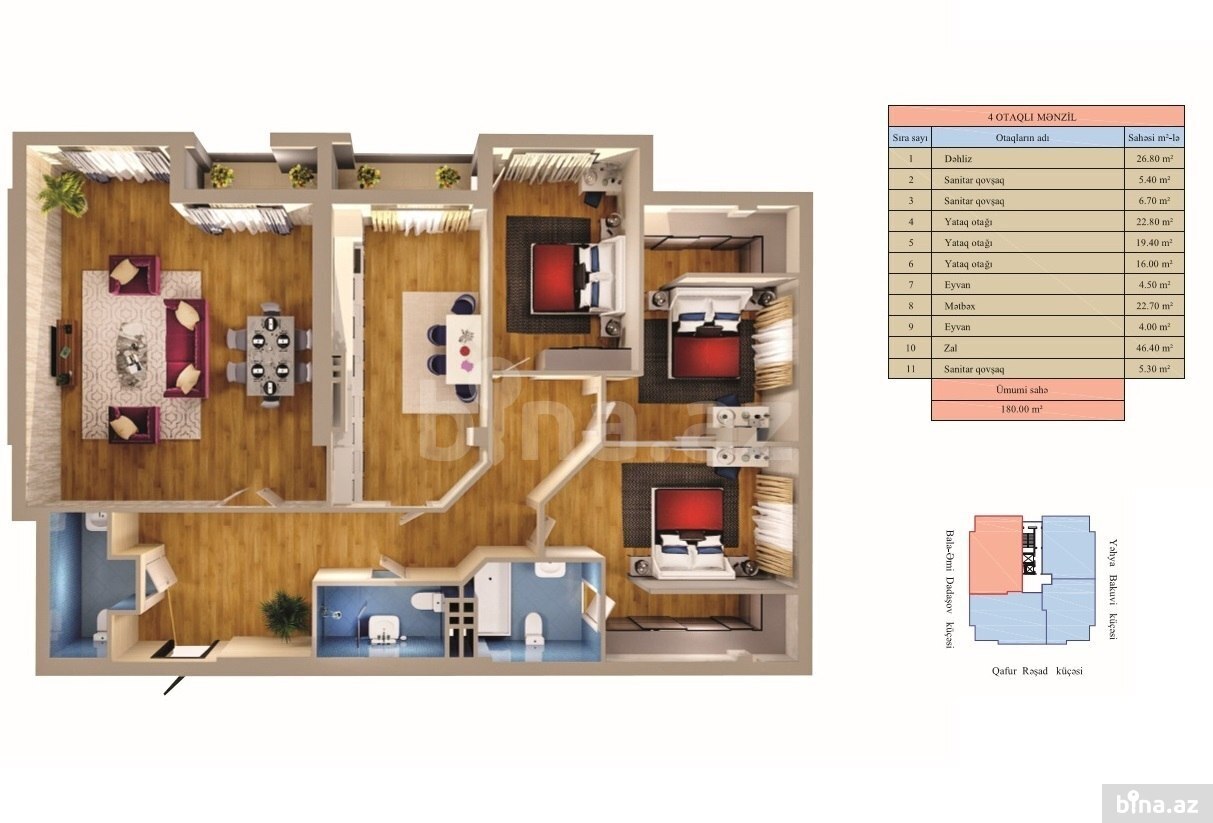 4 OTAQLI MƏNZİL
Sıra sayı Otaqların adı Sahəsi m²-lə
1 Dəhliz 26.80 m²
2 Sanitar qovşaq 5.40 m²
3 Sanitar qovşaq 6.70 m²
4 Yataq otağı 22.80 m²
5 Yataq otağı 19.40 m²
6 Yataq otağı 16.00 m²
7 Eyvan 4.50 m²
8 Mətbəx 22.70 m²
9 Eyvan 4.00 m²
10 Zal 46.40 m²
11 Sanitar qovşaq 5.30 m²
Ümumi sahə
180.00 m²
bina.az
Bala-Əmi Dadaşov küçəsi
Yəhya Bakuvi küçəsi
Qafur Rəşad küçəsi
bina.az